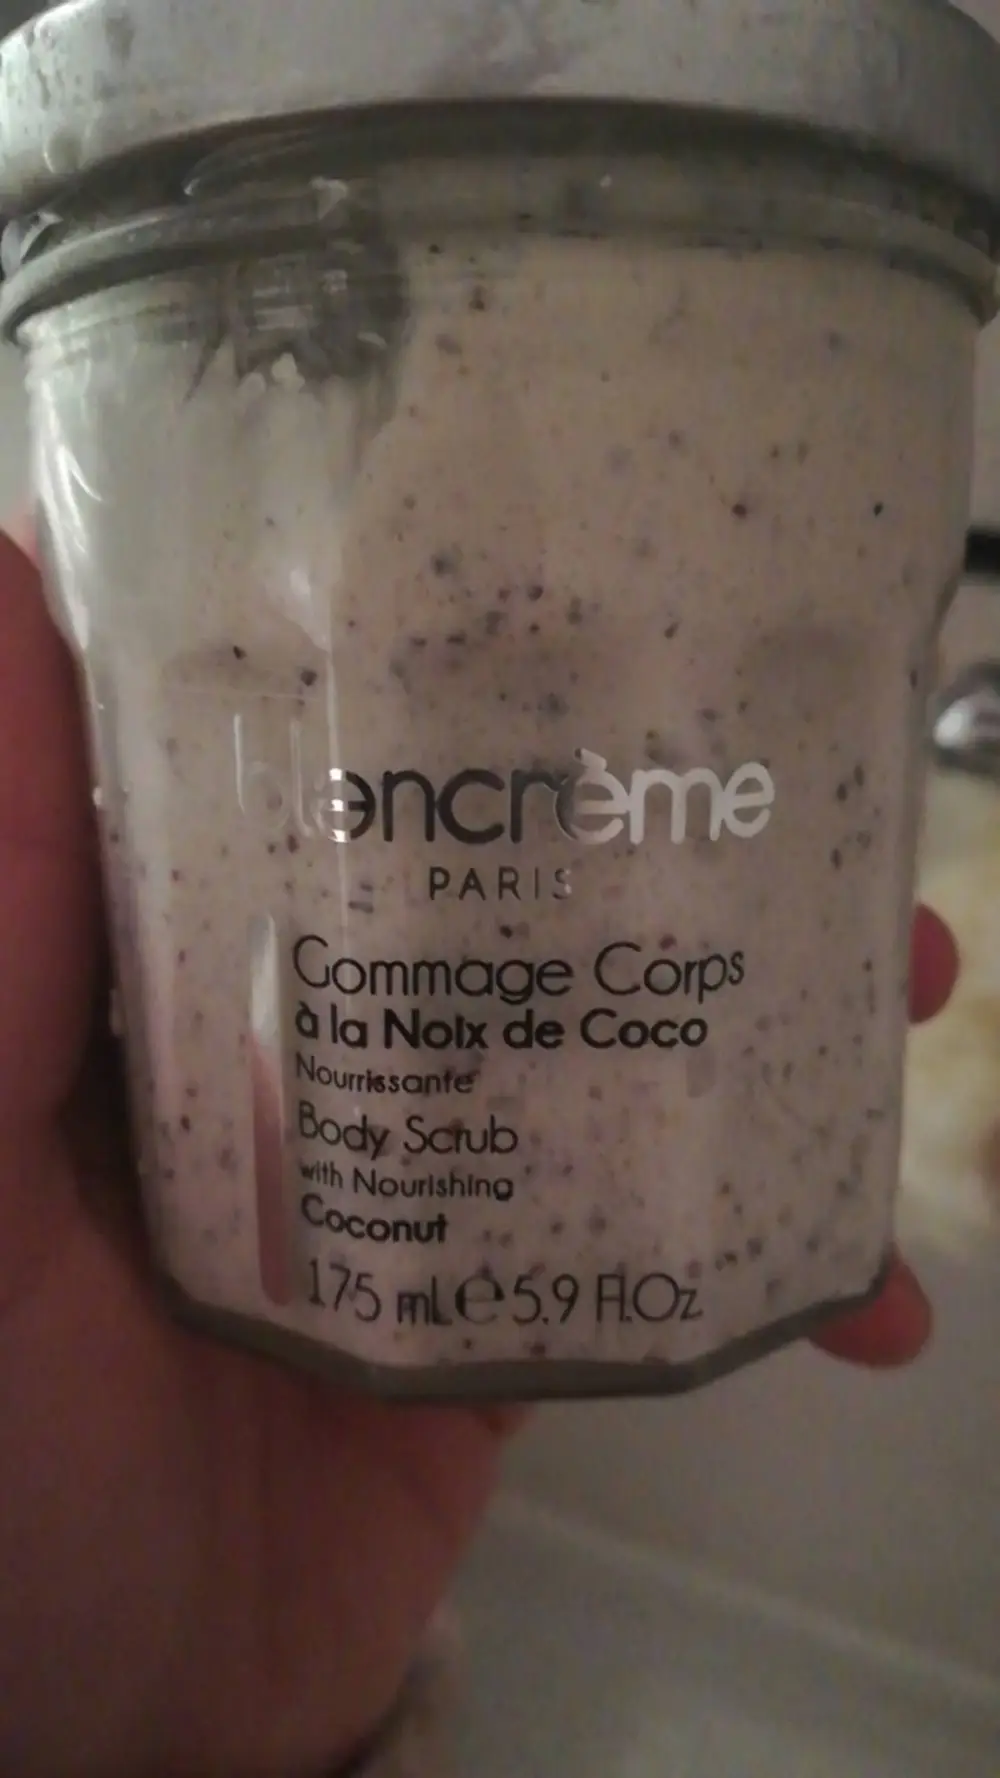 blancrème
PARIS
Gommage Corps
à la Noix de Coco
Nourrissante
Body Scrub
with Nourishing
Coconut
175 mL e 5.9 Fl.Oz